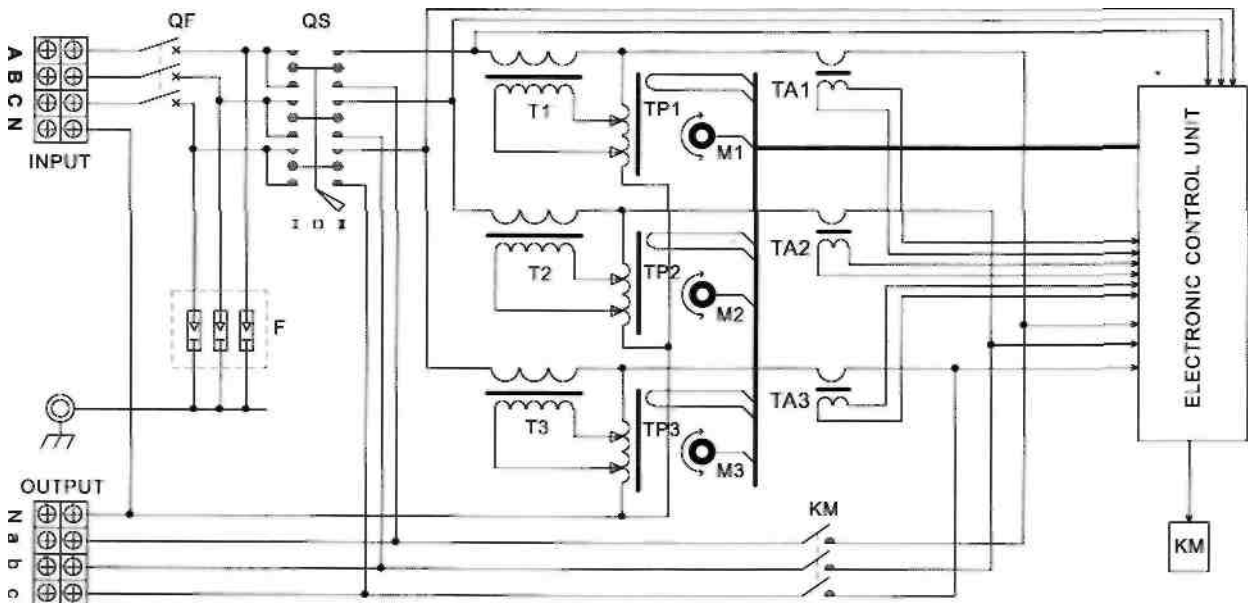 QF
QS
A
B
C
N
INPUT
T1
TP1
M1
TA1
I O II
T2
TP2
M2
TA2
F
T3
TP3
M3
TA3
ELECTRONIC CONTROL UNIT
OUTPUT
N
a
b
c
KM
KM